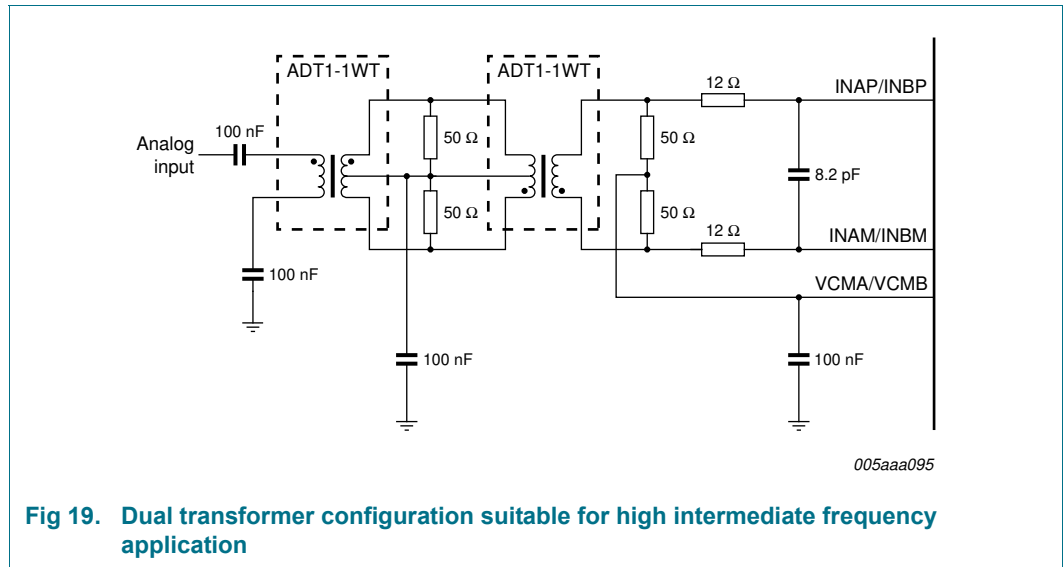 ADT1-1WT
ADT1-1WT
12 Ω
INAP/INBP
100 nF
Analog
input
50 Ω
50 Ω
8.2 pF
50 Ω
50 Ω
12 Ω
INAM/INBM
100 nF
VCMA/VCMB
100 nF
100 nF
005aaa095
Fig 19. Dual transformer configuration suitable for high intermediate frequency
application